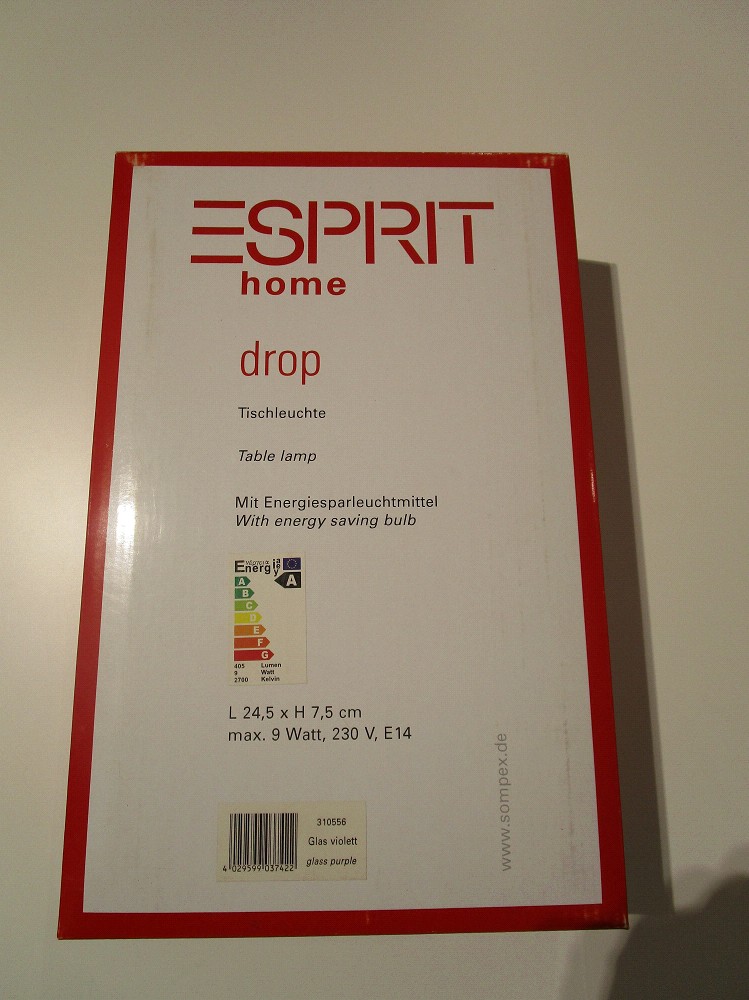 ESPRIT
home
drop
Tischleuchte
Table lamp
Mit Energiesparleuchtmittel
With energy saving bulb
Energ
A
A
B
C
D
E
F
G
405 Lumen
9 Watt
2700 Kelvin
L 24,5 x H 7,5 cm
max. 9 Watt, 230 V, E14
www.sompex.de
310556
Glas violett
glass purple
4 029599 037422